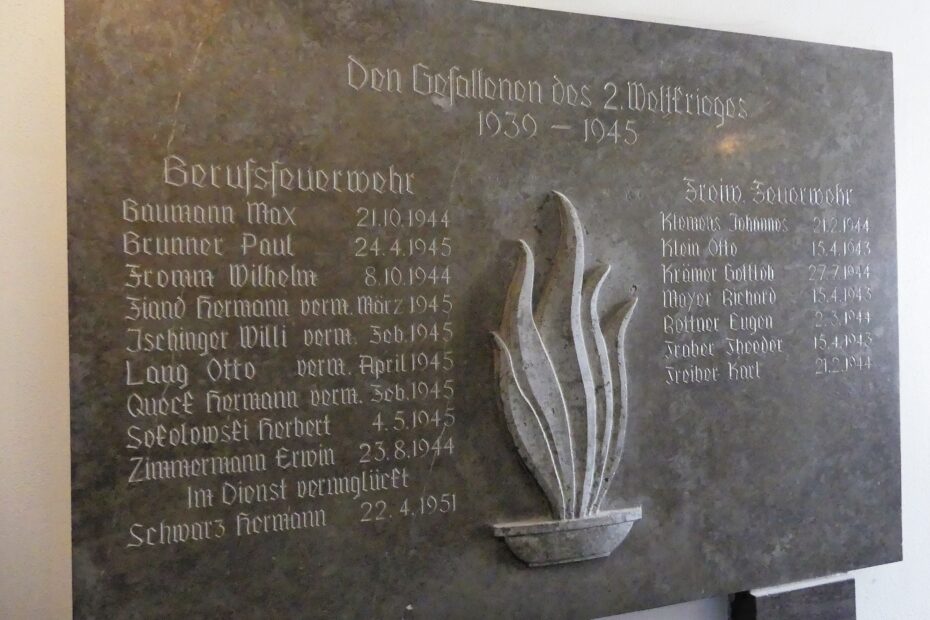 Den Gefallenen des 2. Weltkrieges
1939 – 1945
Berufsfeuerwehr
Baumann Max 21.10.1944
Brunner Paul 24.4.1945
Fromm Wilhelm 8.10.1944
Fiand Hermann verm. März 1945
Ischinger Willi verm. Feb. 1945
Lang Otto verm. April 1945
Queck Hermann verm. Feb. 1945
Sokolowski Herbert 4.5.1945
Zimmermann Erwin 23.8.1944
Im Dienst verunglückt
Schwarz Hermann 22.4.1951
Freiw. Feuerwehr
Klemens Johannes 21.2.1944
Klein Otto 15.4.1943
Krämer Gottlob 27.7.1944
Mayer Richard 15.4.1943
Röttner Eugen 2.3.1944
Traber Theodor 15.4.1943
Treiber Karl 21.2.1944